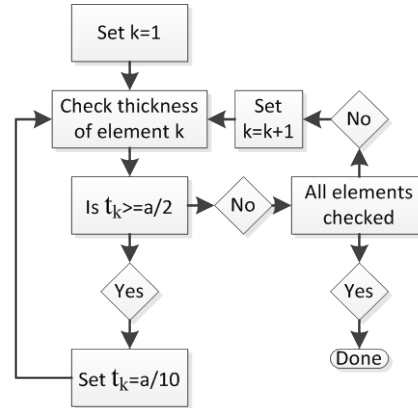 Set k=1
Check thickness
of element k
Set
k=k+1
No
Is tₖ>=a/2
No
All elements
checked
Yes
Yes
Set tₖ=a/10
Done